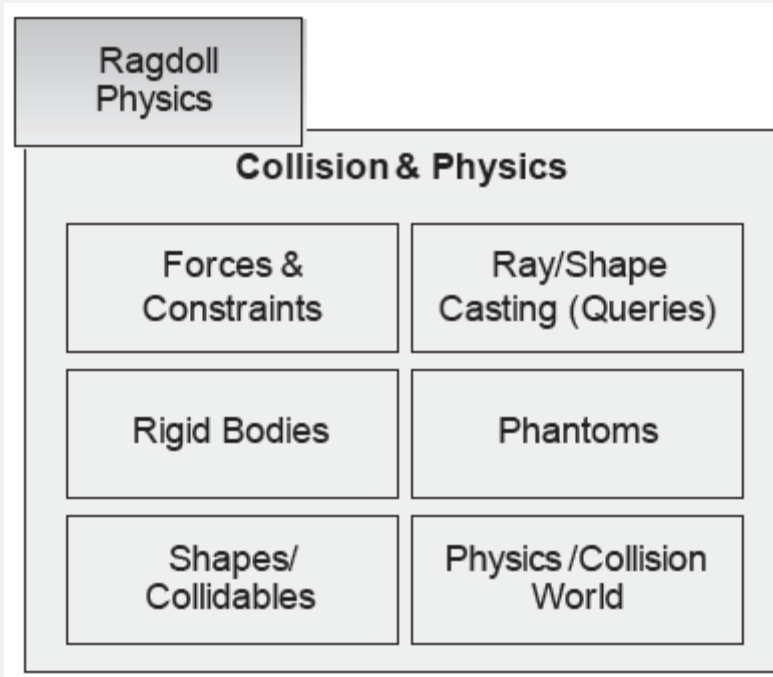 Ragdoll
Physics
Collision & Physics
Forces &
Constraints
Ray/Shape
Casting (Queries)
Rigid Bodies
Phantoms
Shapes/
Collidables
Physics /Collision
World